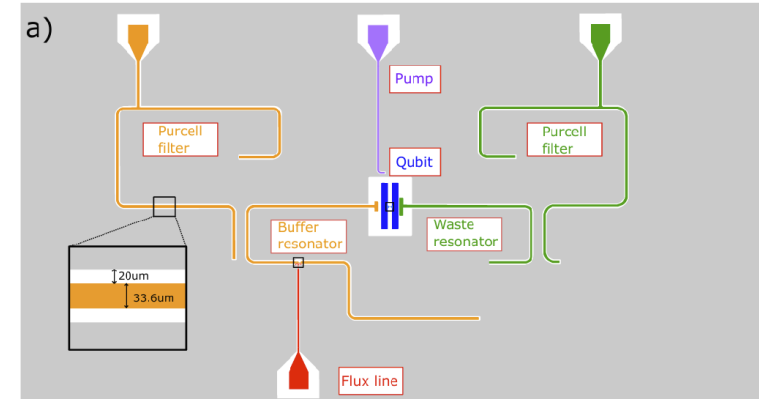 a)
Pump
Purcell
filter
Purcell
filter
Qubit
Buffer
resonator
Waste
resonator
20um
33.6um
Flux line